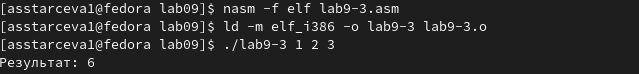 [asstarceva1@fedora lab09]$ nasm -f elf lab9-3.asm
[asstarceva1@fedora lab09]$ ld -m elf_i386 -o lab9-3 lab9-3.o
[asstarceva1@fedora lab09]$ ./lab9-3 1 2 3
Результат: 6